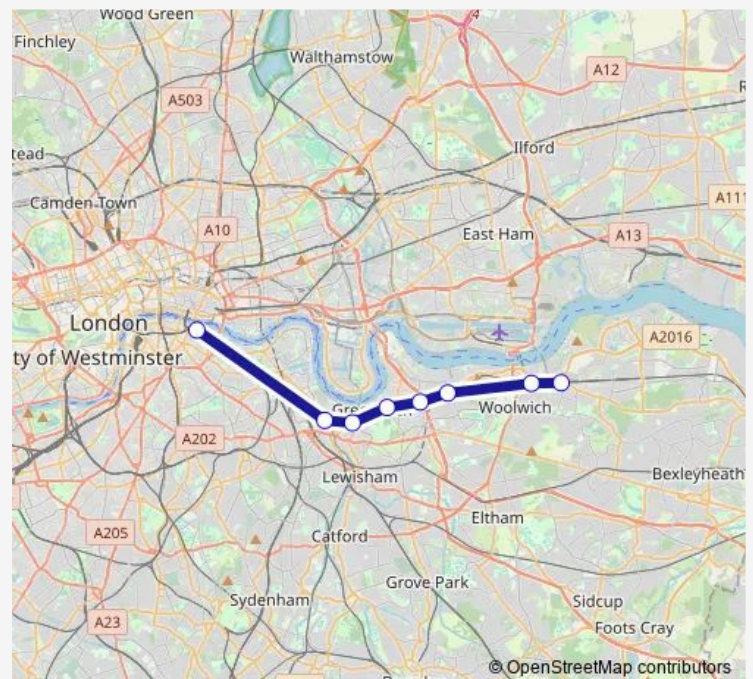 Wood Green
Finchley
Walthamstow
A12
A503
tead
Ilford
Camden Town
A111
A10
East Ham
A13
London
ty of Westminster
A2016
Woolwich
A202
Lewisham
Bexleyheath
Eltham
A205
Catford
Grove Park
Sydenham
Sidcup
A23
Foots Cray
© OpenStreetMap contributors